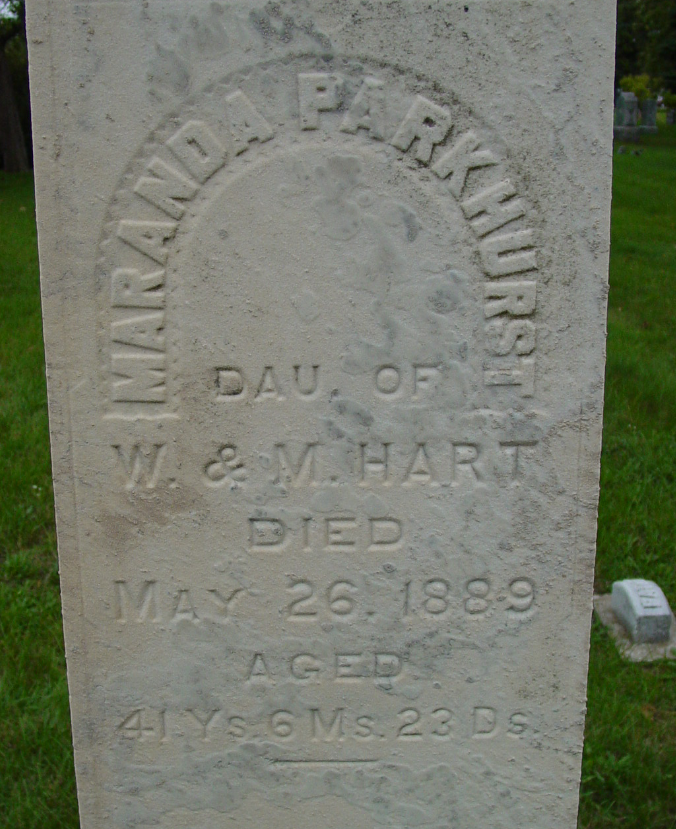 MARANDA PARKHURST
DAU. OF
W. & M. HART
DIED
MAY 26. 1889
AGED
41 Ys. 6 Ms. 23 Ds.